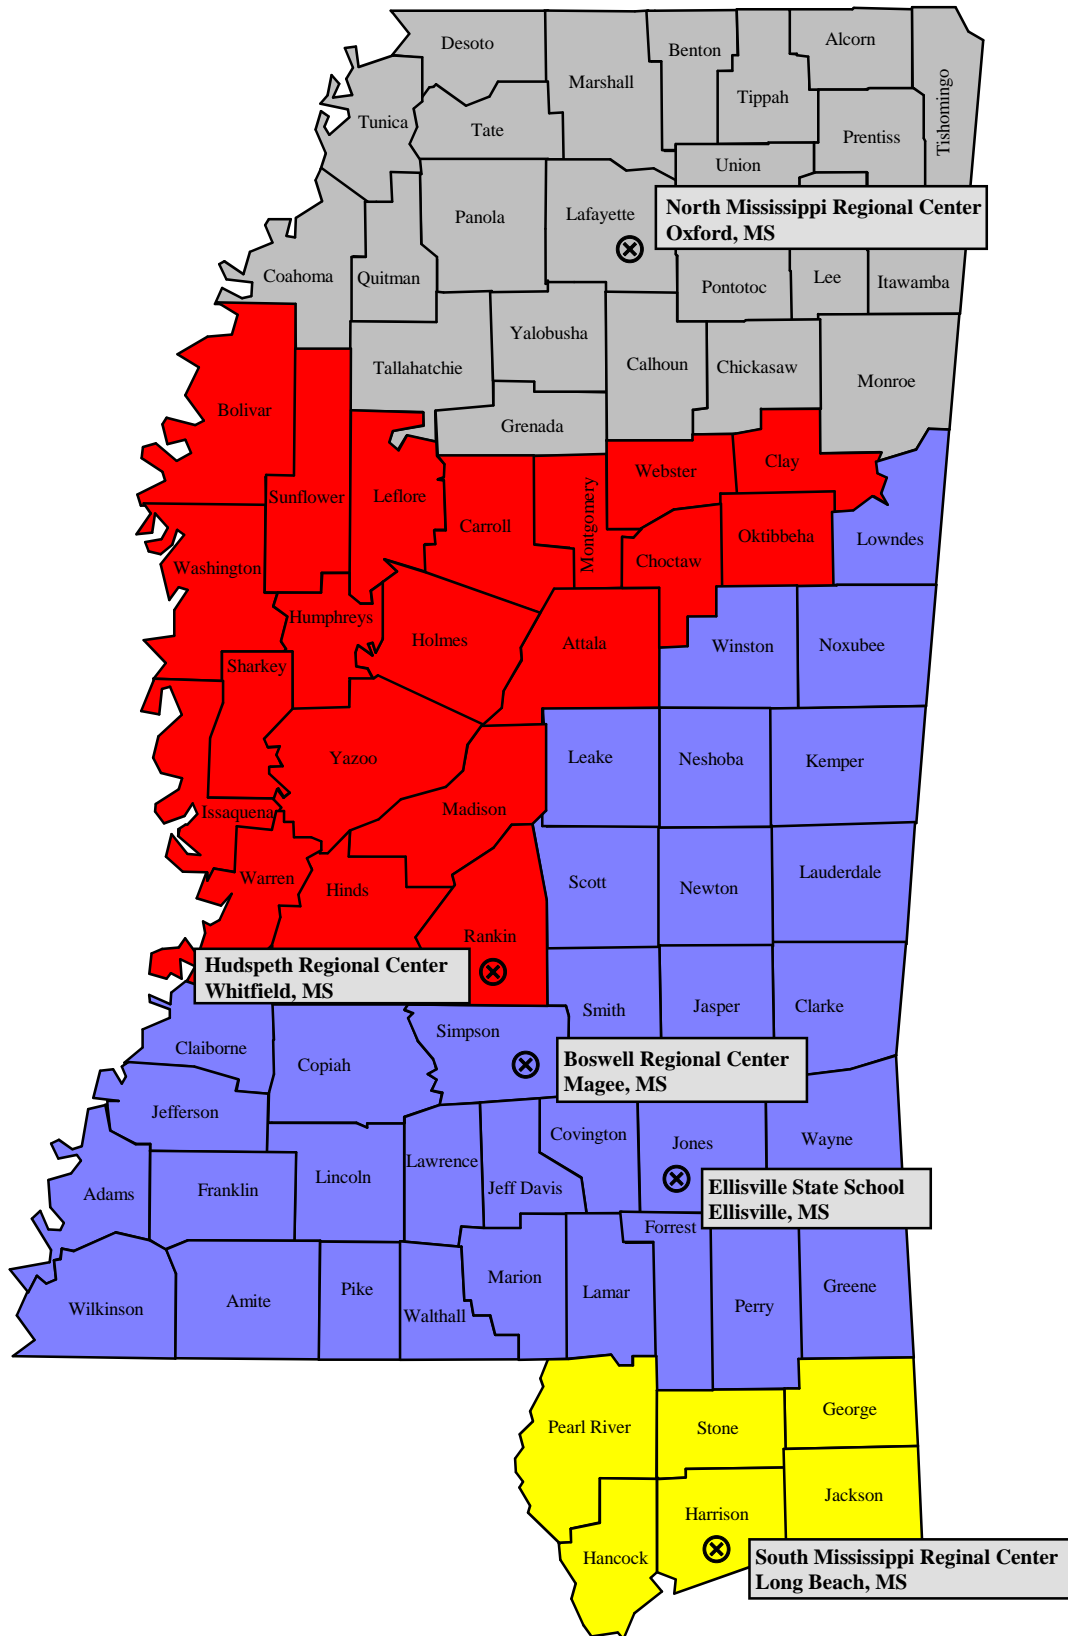 Desoto
Benton
Alcorn
Marshall
Tippah
Tishomingo
Tunica
Tate
Prentiss
Union
Panola
Lafayette
North Mississippi Regional Center
Oxford, MS
Coahoma
Quitman
Pontotoc
Lee
Itawamba
Yalobusha
Tallahatchie
Calhoun
Chickasaw
Monroe
Bolivar
Grenada
Webster
Clay
Sunflower
Leflore
Carroll
Montgomery
Choctaw
Oktibbeha
Lowndes
Washington
Humphreys
Holmes
Attala
Winston
Noxubee
Sharkey
Yazoo
Leake
Neshoba
Kemper
Issaquena
Madison
Warren
Hinds
Scott
Newton
Lauderdale
Rankin
Hudspeth Regional Center
Whitfield, MS
Smith
Jasper
Clarke
Claiborne
Copiah
Simpson
Boswell Regional Center
Magee, MS
Jefferson
Lawrence
Covington
Jones
Wayne
Adams
Franklin
Lincoln
Jeff Davis
Ellisville State School
Ellisville, MS
Forrest
Wilkinson
Amite
Pike
Walthall
Marion
Lamar
Perry
Greene
Pearl River
Stone
George
Harrison
Jackson
Hancock
South Mississippi Reginal Center
Long Beach, MS